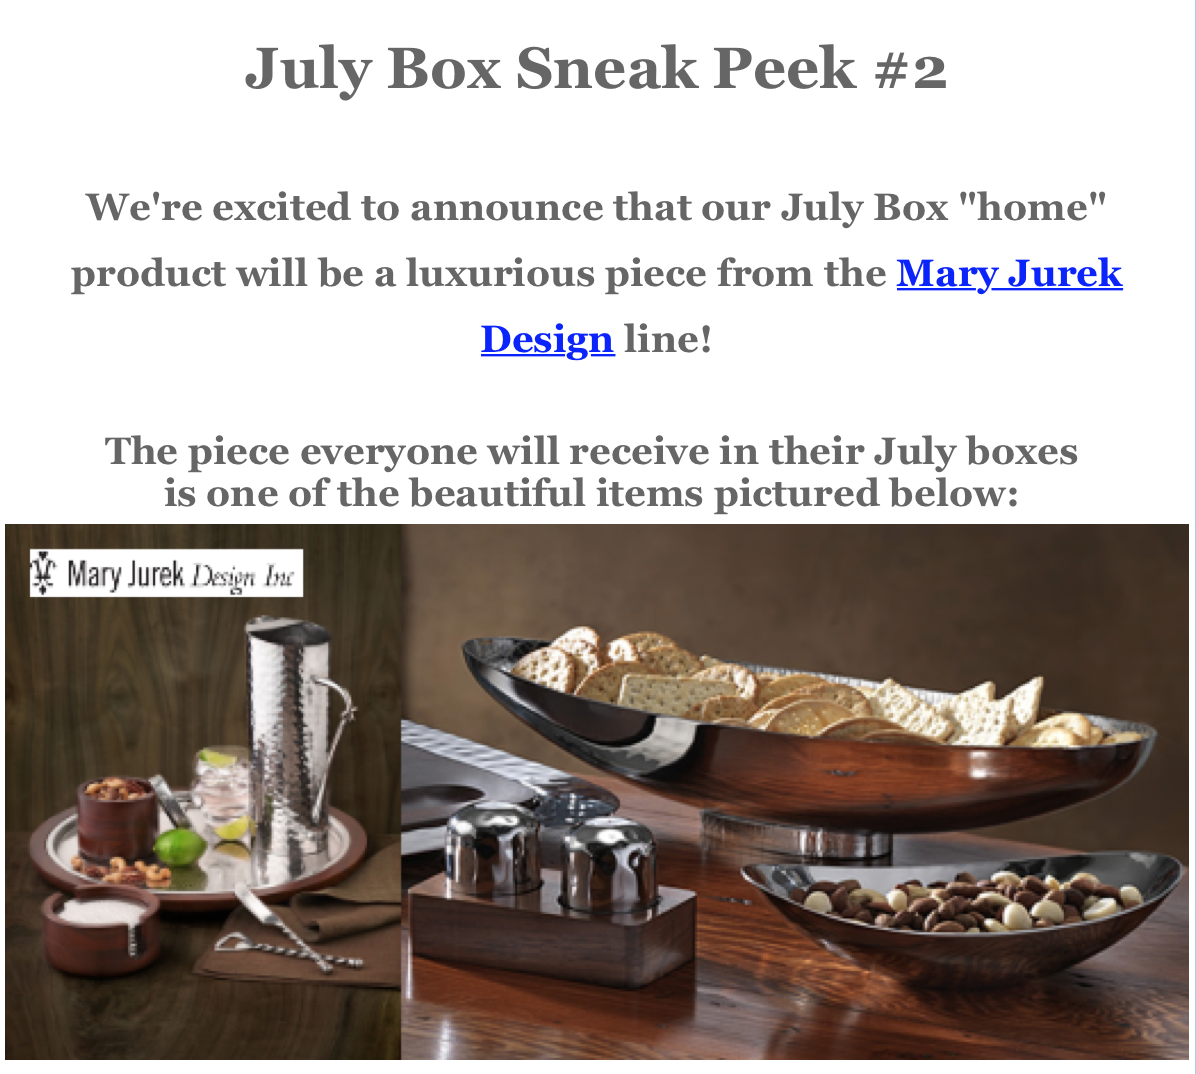 July Box Sneak Peek #2
We're excited to announce that our July Box "home"
product will be a luxurious piece from the Mary Jurek
Design line!
The piece everyone will receive in their July boxes
is one of the beautiful items pictured below:
Mary Jurek Design Inc